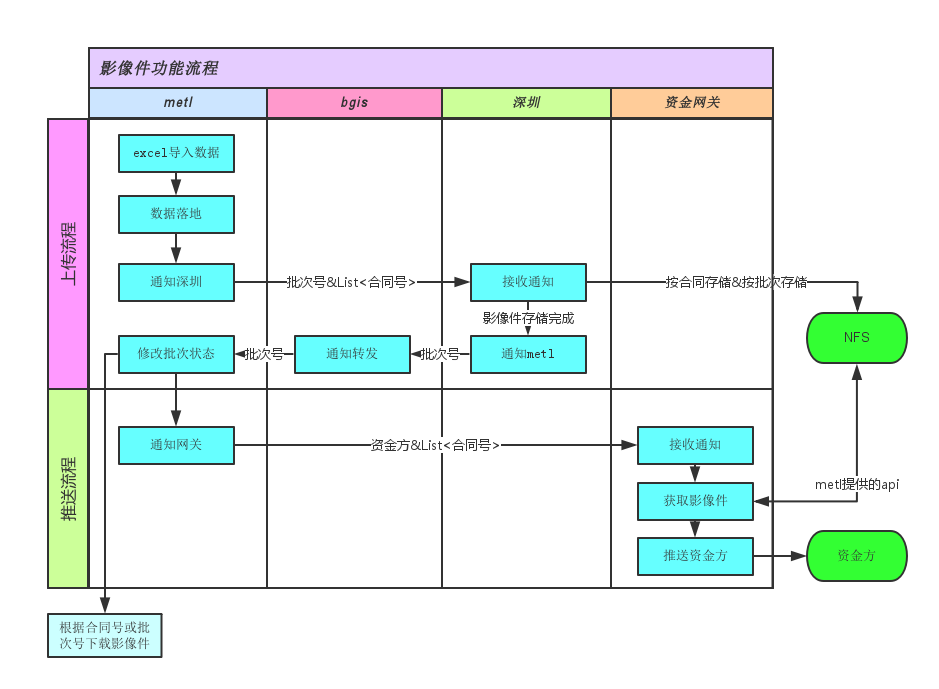 影像件功能流程
metl
bgis
深圳
资金网关
上传流程
excel导入数据
数据落地
通知深圳
批次号&List<合同号>
接收通知
按合同存储&按批次存储
影像件存储完成
NFS
修改批次状态
批次号
通知转发
批次号
通知metl
推送流程
通知网关
资金方&List<合同号>
接收通知
metl提供的api
获取影像件
推送资金方
资金方
根据合同号或批
次号下载影像件